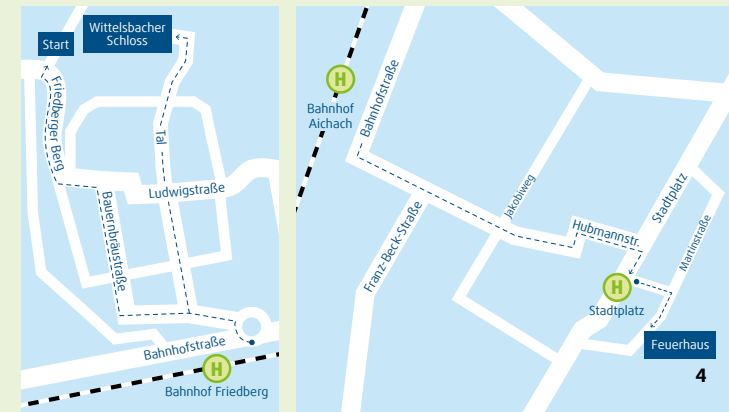 Start
Wittelsbacher
Schloss
Friedberger Berg
Tal
Ludwigstraße
Bauernbräustraße
Bahnhofstraße
H
Bahnhof Friedberg
H
Bahnhof
Aichach
Bahnhofstraße
Jakobiweg
Franz-Beck-Straße
Hubmannstr.
Stadtplatz
Martinstraße
H
Stadtplatz
Feuerhaus
4